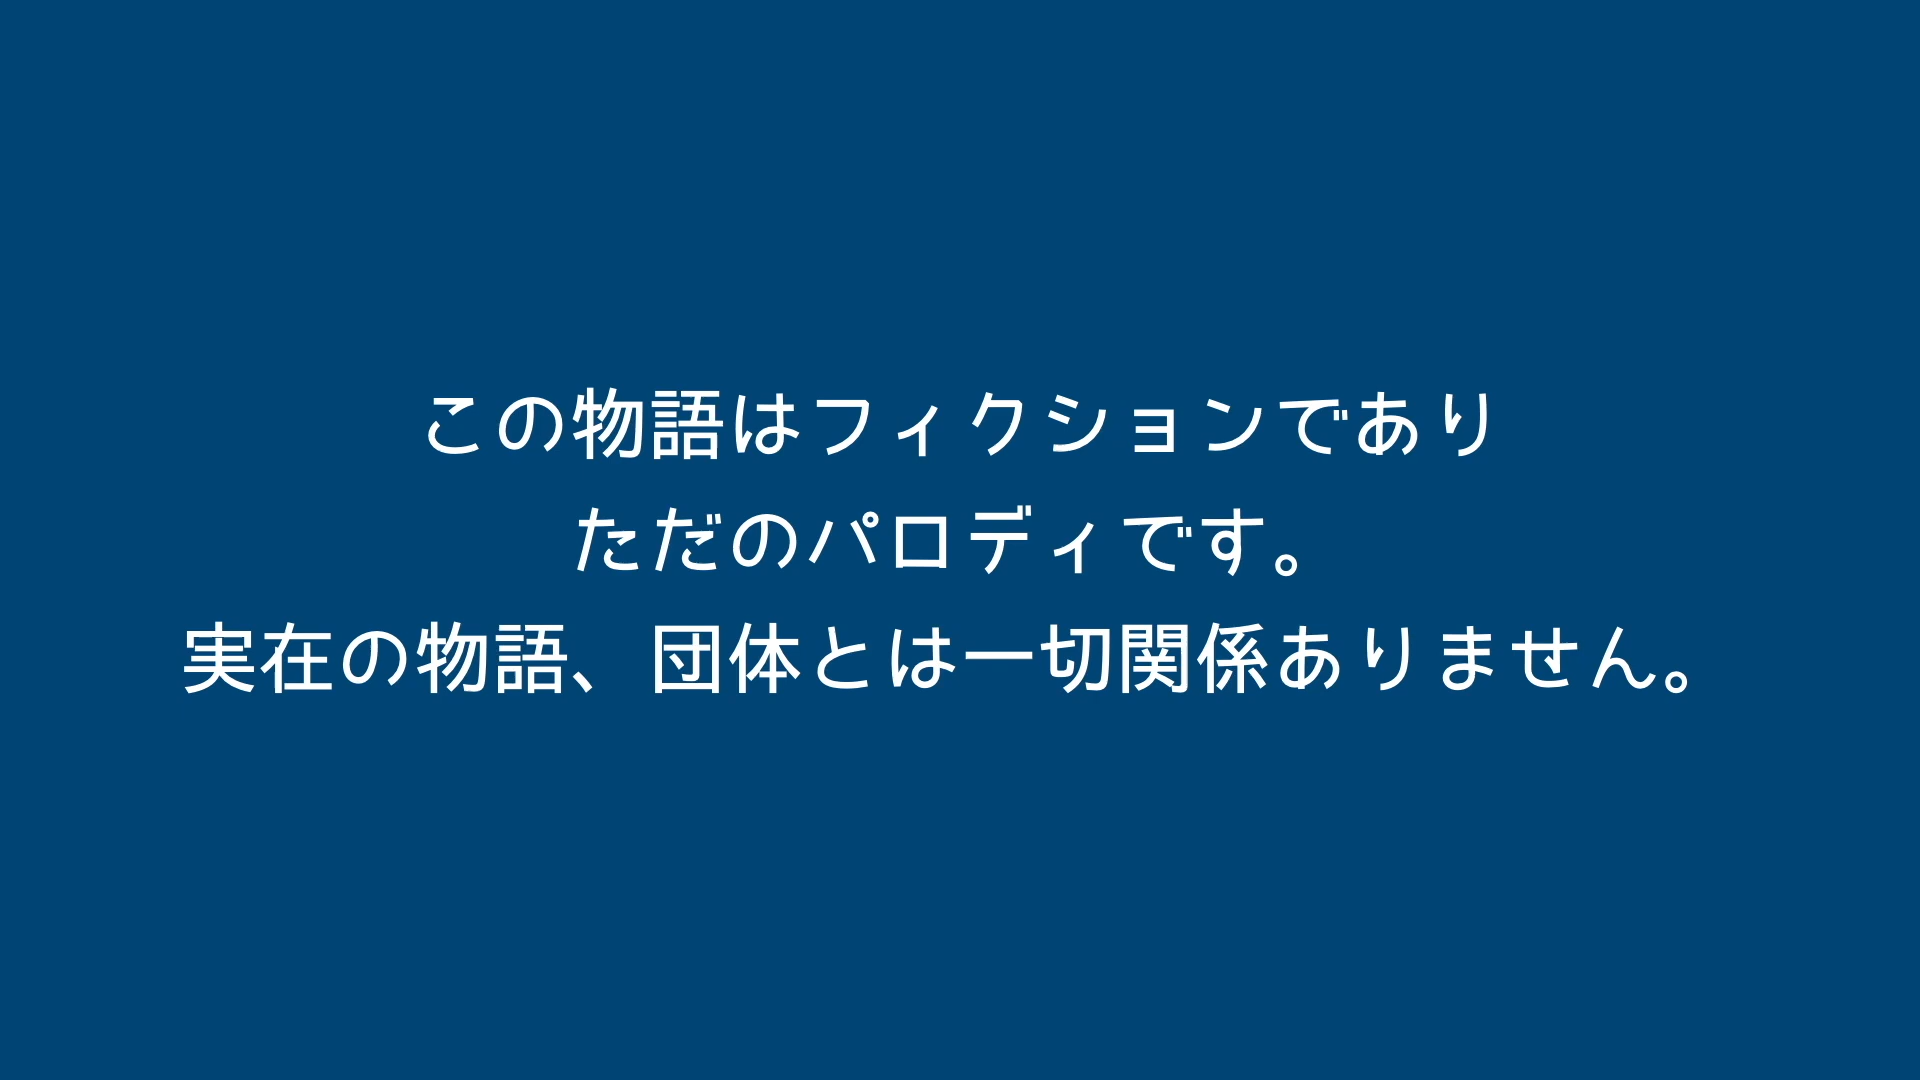 この物語はフィクションであり
ただのパロディです。
実在の物語、団体とは一切関係ありません。